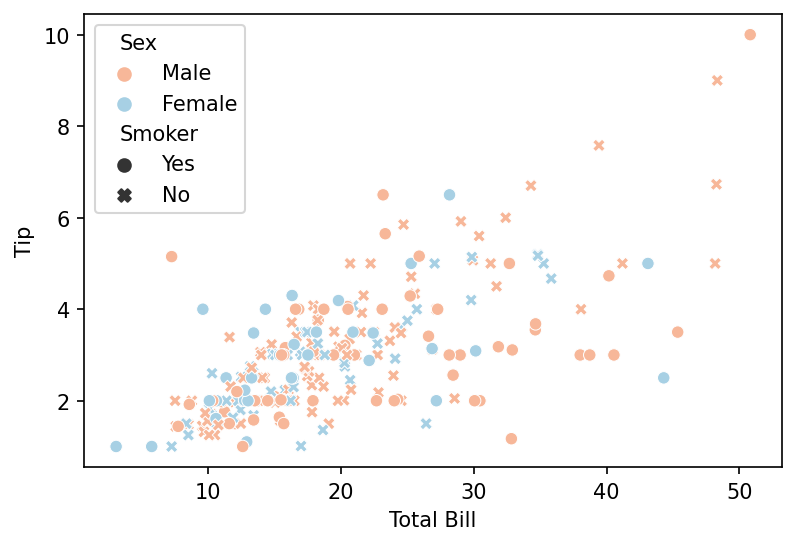 10
8
6
4
2
Tip
Sex
Male
Female
Smoker
Yes
No
10 20 30 40 50
Total Bill